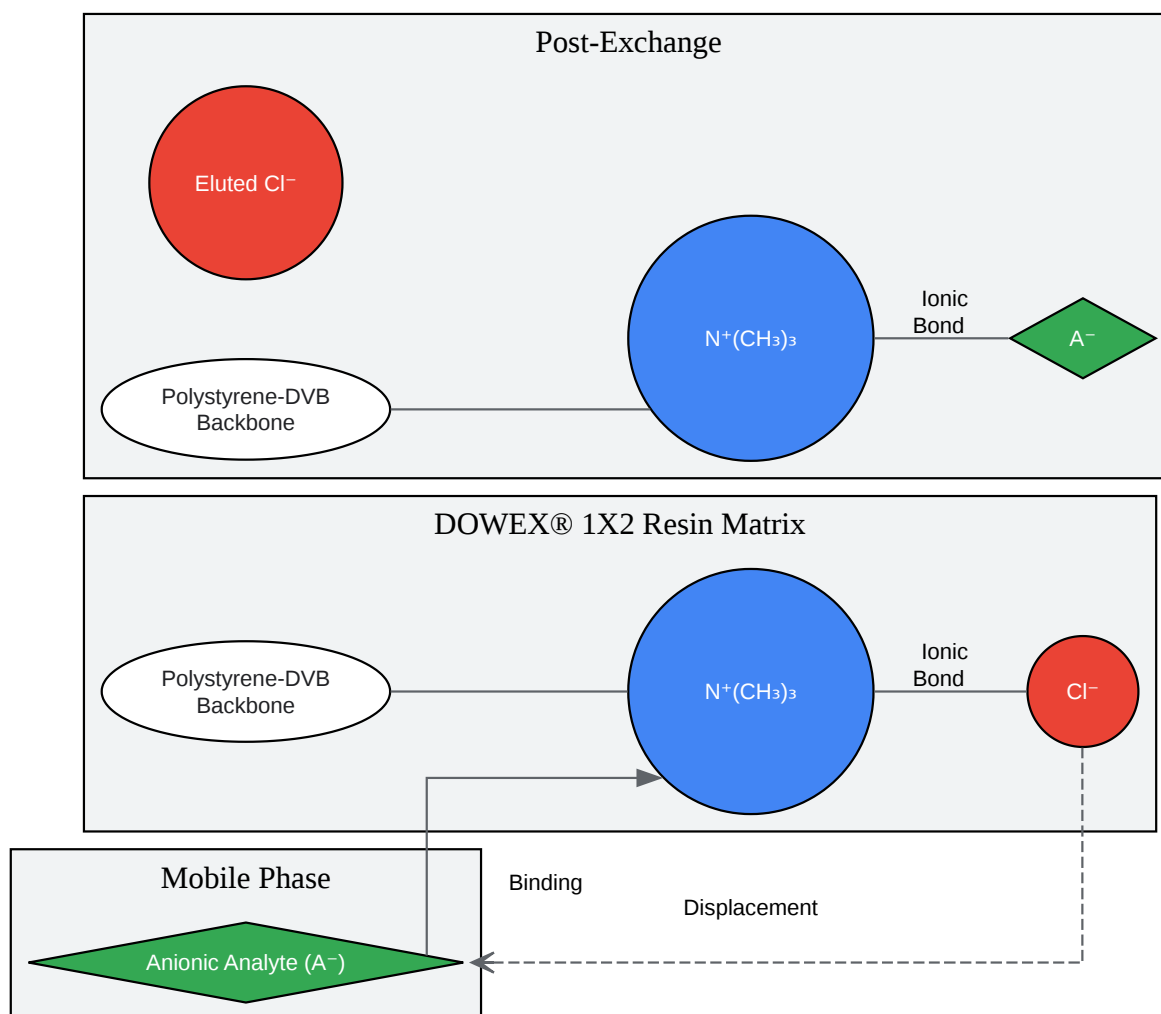 Post-Exchange
Eluted Cl⁻
N⁺(CH₃)₃
Ionic
Bond
A⁻
Polystyrene-DVB
Backbone
DOWEX® 1X2 Resin Matrix
Polystyrene-DVB
Backbone
N⁺(CH₃)₃
Ionic
Bond
Cl⁻
Mobile Phase
Binding
Displacement
Anionic Analyte (A⁻)